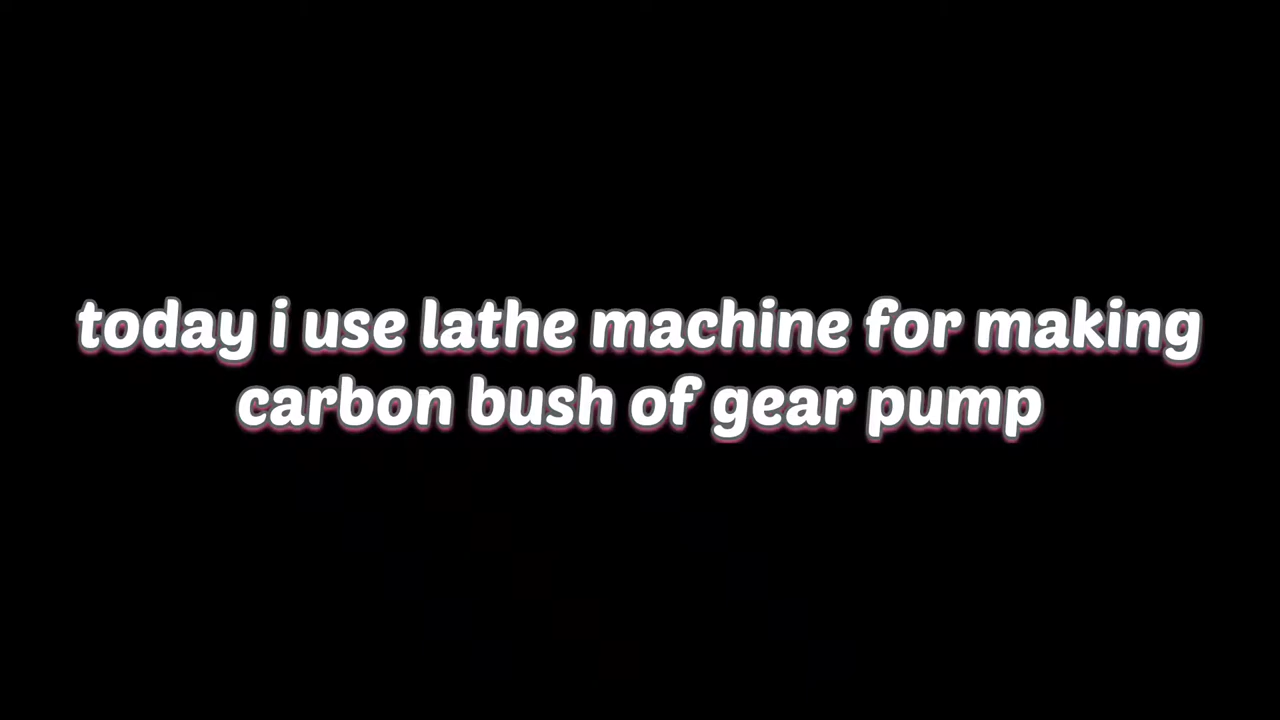 today i use lathe machine for making
carbon bush of gear pump